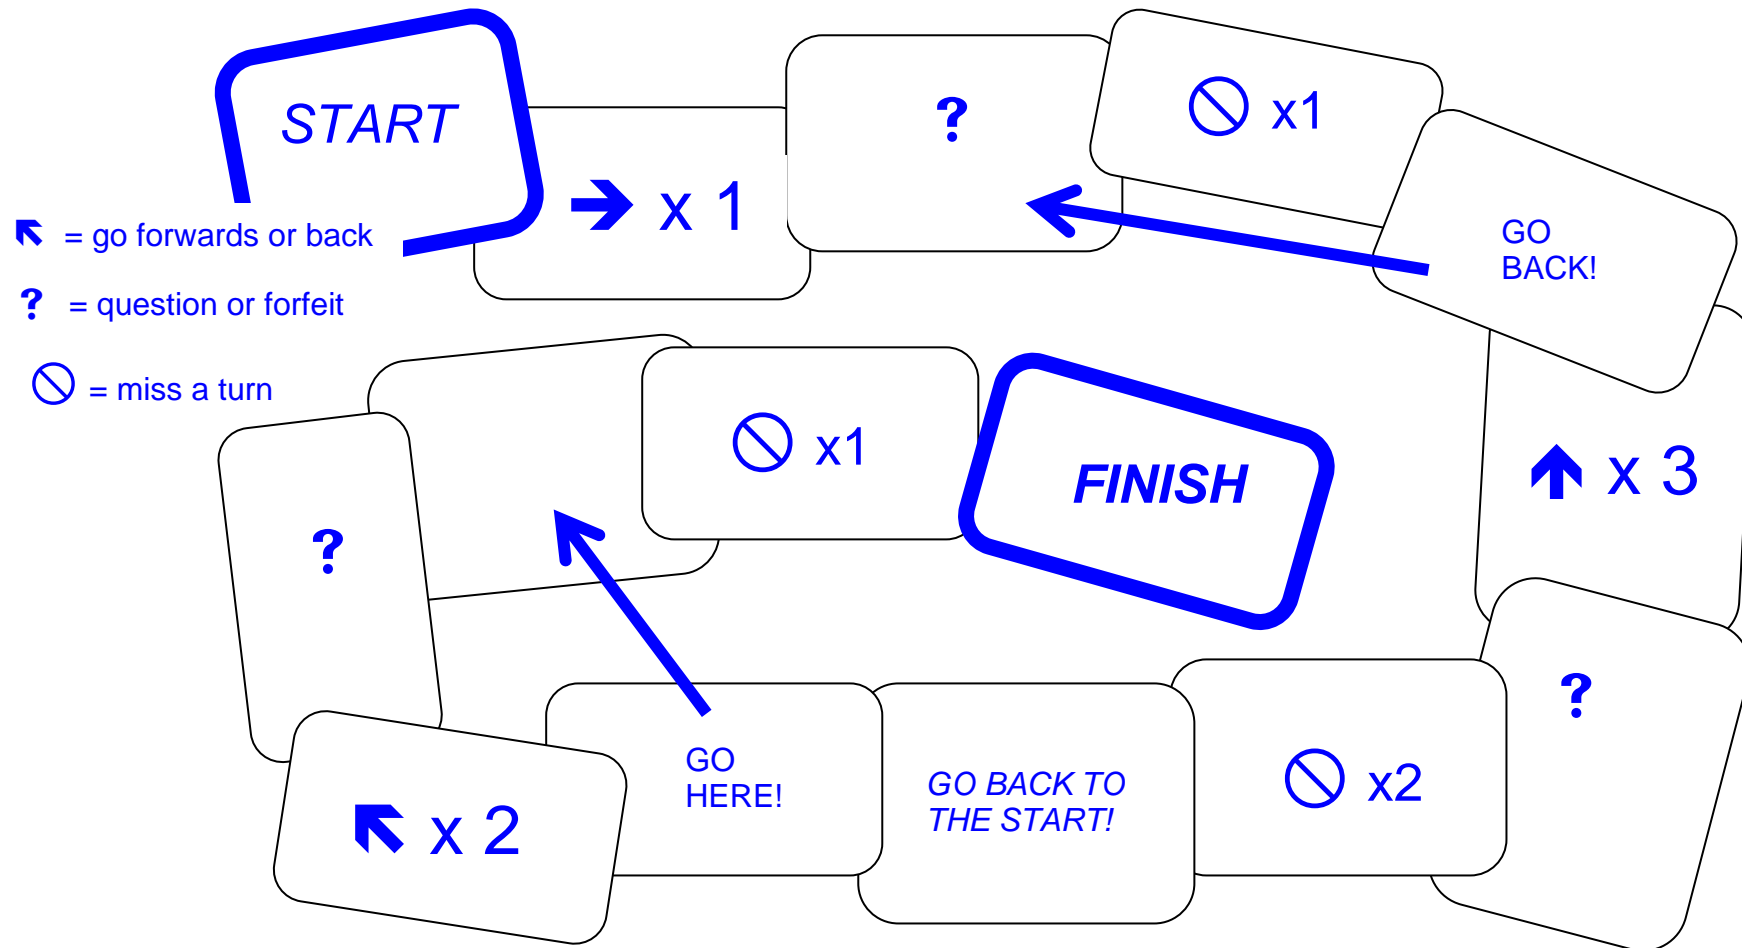 START
➔ x 1
?
🛇 x1
GO
BACK!
= go forwards or back
? = question or forfeit
= miss a turn
x1
FINISH
x 3
?
?
x2
GO BACK TO
THE START!
GO
HERE!
x 2